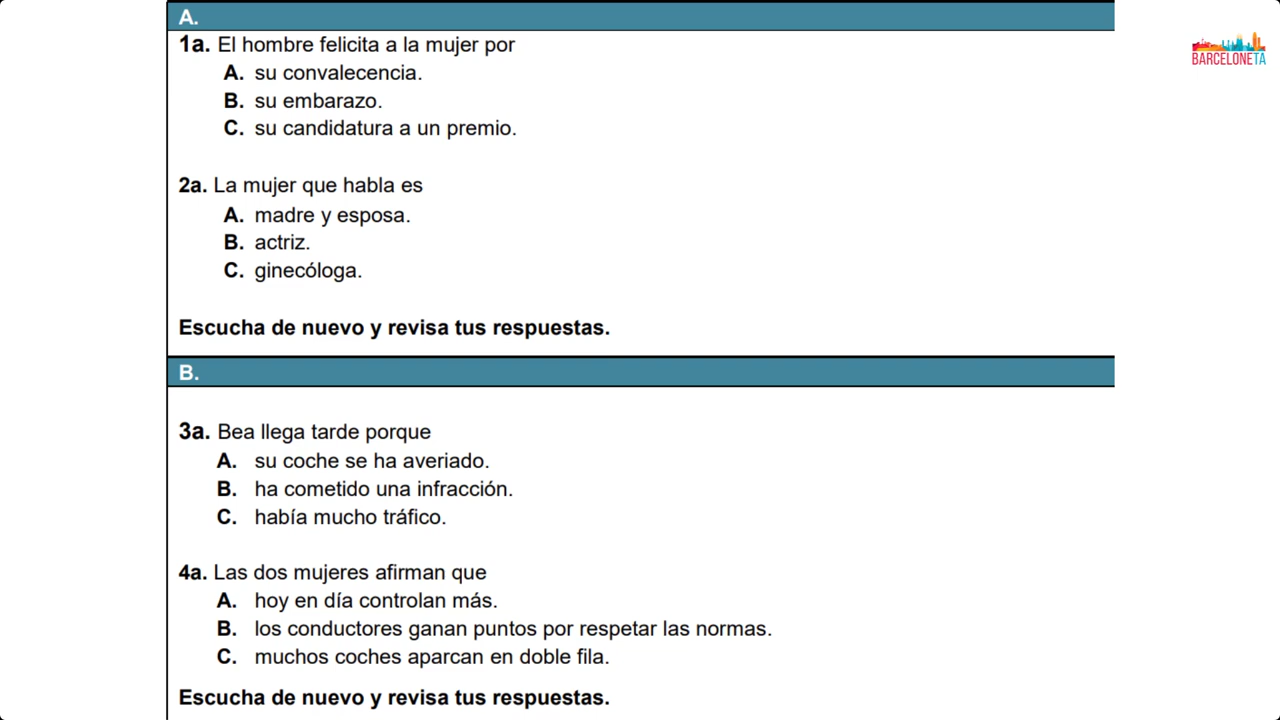 A.
BARCELONETA
1a. El hombre felicita a la mujer por
A. su convalecencia.
B. su embarazo.
C. su candidatura a un premio.
2a. La mujer que habla es
A. madre y esposa.
B. actriz.
C. ginecóloga.
Escucha de nuevo y revisa tus respuestas.
B.
3a. Bea llega tarde porque
A. su coche se ha averiado.
B. ha cometido una infracción.
C. había mucho tráfico.
4a. Las dos mujeres afirman que
A. hoy en día controlan más.
B. los conductores ganan puntos por respetar las normas.
C. muchos coches aparcan en doble fila.
Escucha de nuevo y revisa tus respuestas.